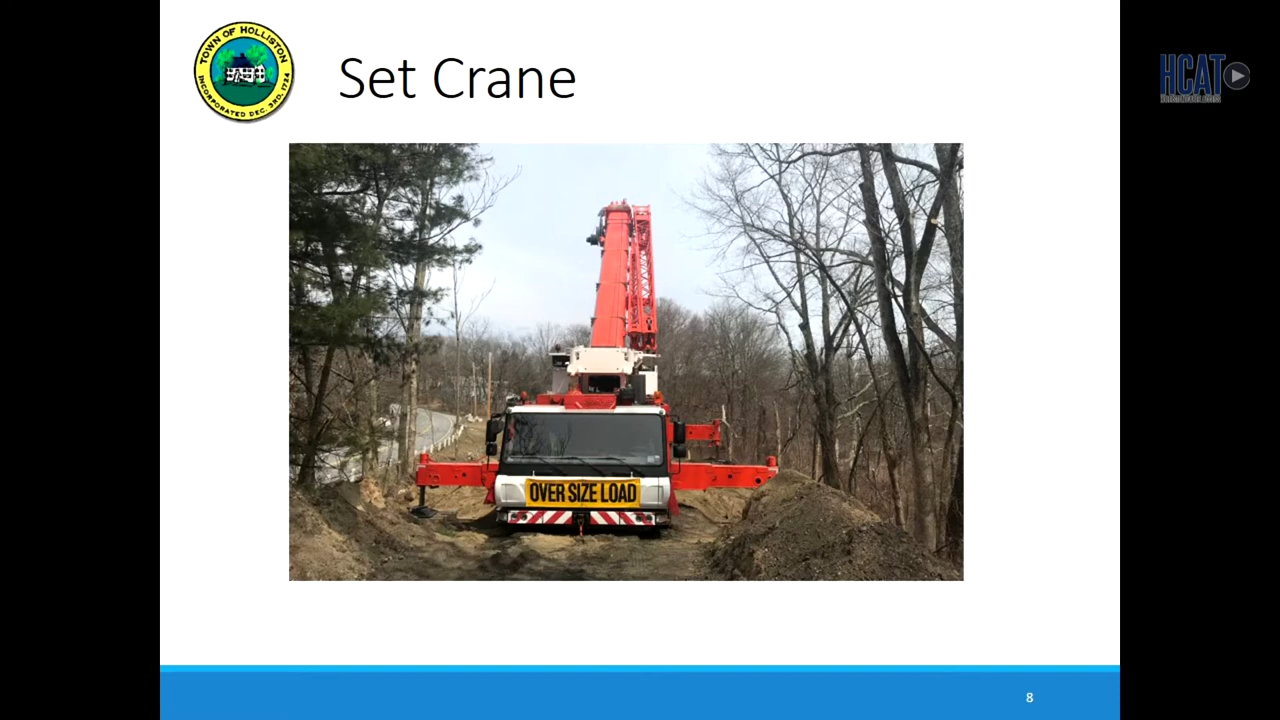 TOWN OF HOLLISTON
INCORPORATED DEC. 3RD, 1724
Set Crane
HCAT
OVER SIZE LOAD
8